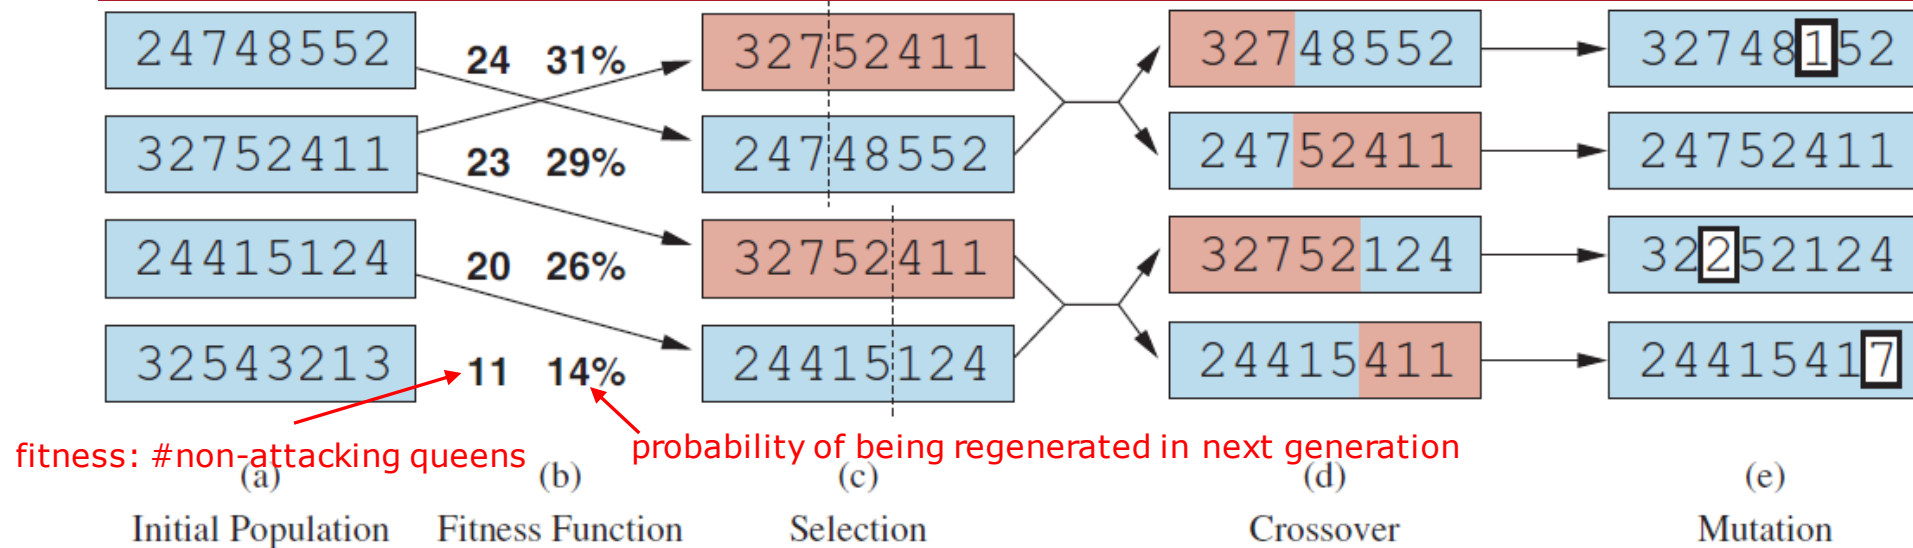 24748552
24 31%
32752411
32748552
32748152
32752411
23 29%
24748552
24752411
24752411
24415124
20 26%
32752411
32752124
32252124
32543213
11 14%
24415124
24415411
24415417
fitness: #non-attacking queens
probability of being regenerated in next generation
(a)
(b)
(c)
(d)
(e)
Initial Population
Fitness Function
Selection
Crossover
Mutation